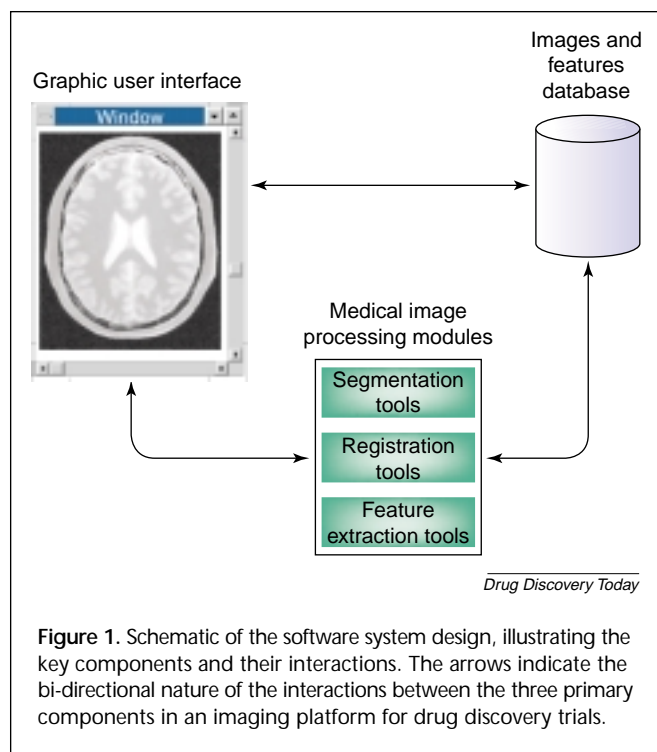 Images and
features
database
Graphic user interface
Window
Medical image
processing modules
Segmentation
tools
Registration
tools
Feature
extraction tools
Drug Discovery Today
Figure 1. Schematic of the software system design, illustrating the
key components and their interactions. The arrows indicate the
bi-directional nature of the interactions between the three primary
components in an imaging platform for drug discovery trials.